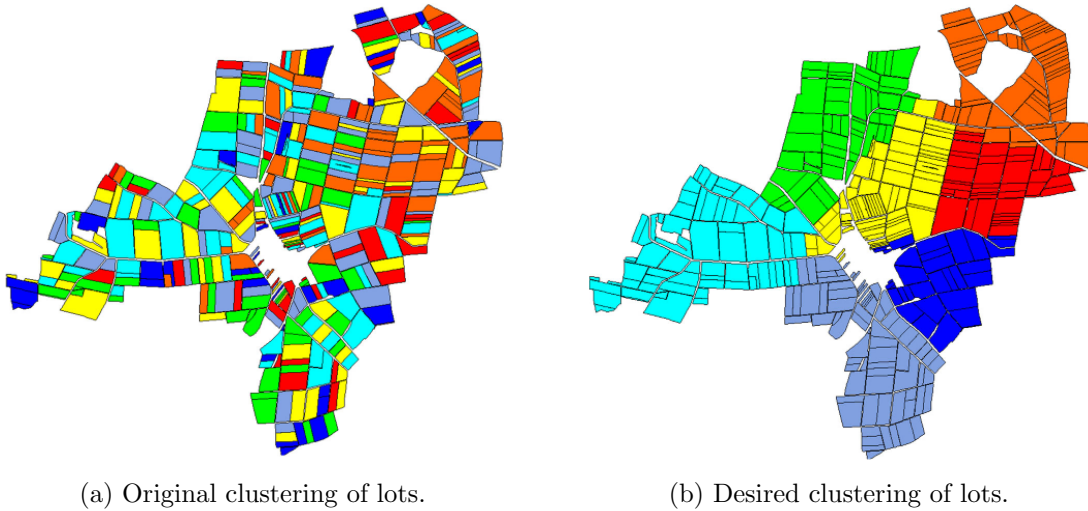 (a) Original clustering of lots.
(b) Desired clustering of lots.